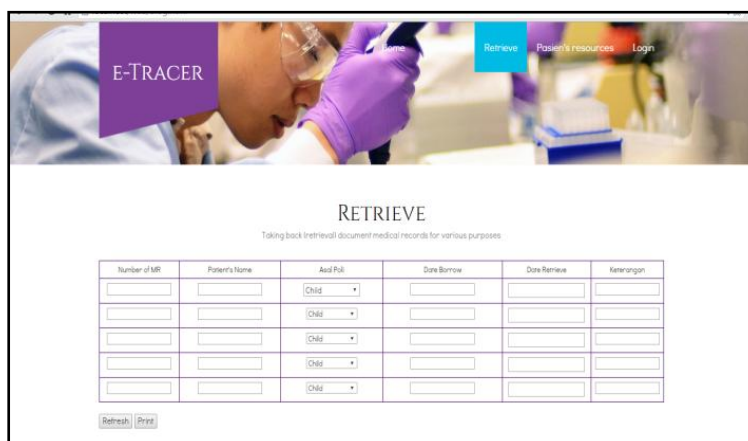 Home Retrieve Pasien's resources Login
E-TRACER
RETRIEVE
Taking back (retrieval) document medical records for various purposes
Number of MR Patient's Name Asal Poli Date Borrow Date Retrieve Keterangan
Child
Child
Child
Child
Child
Refresh Print